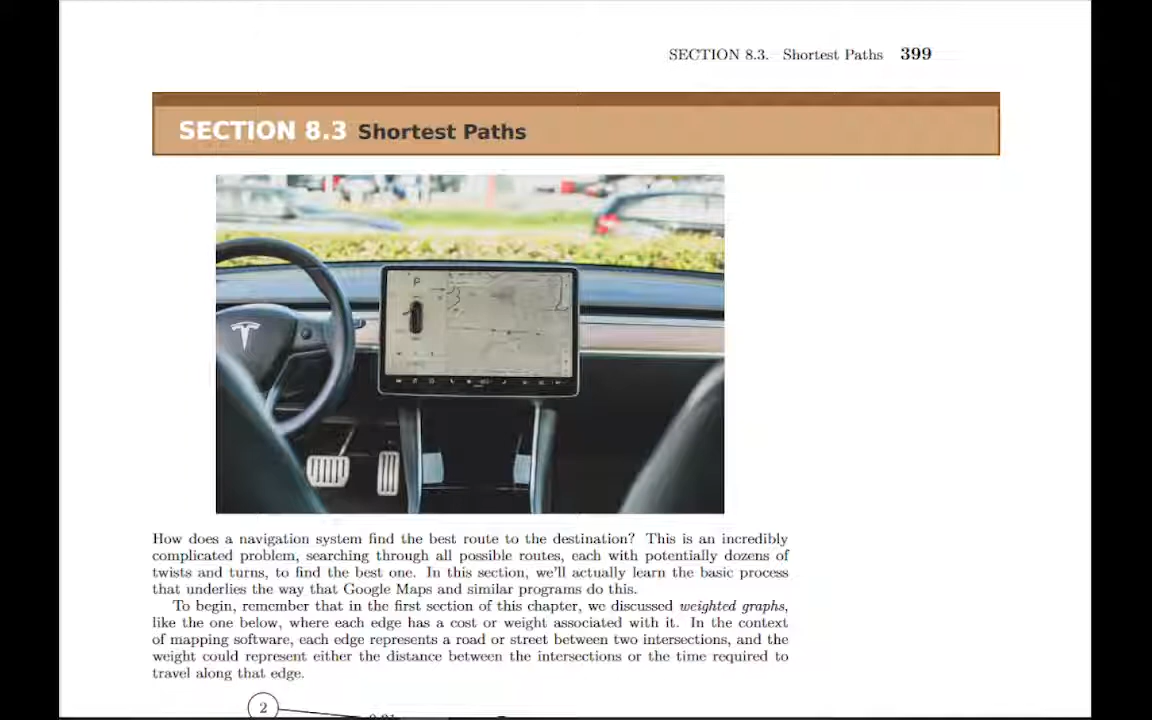 SECTION 8.3. Shortest Paths 399
SECTION 8.3 Shortest Paths
P
How does a navigation system find the best route to the destination? This is an incredibly
complicated problem, searching through all possible routes, each with potentially dozens of
twists and turns, to find the best one. In this section, we'll actually learn the basic process
that underlies the way that Google Maps and similar programs do this.
To begin, remember that in the first section of this chapter, we discussed weighted graphs,
like the one below, where each edge has a cost or weight associated with it. In the context
of mapping software, each edge represents a road or street between two intersections, and the
weight could represent either the distance between the intersections or the time required to
travel along that edge.
2